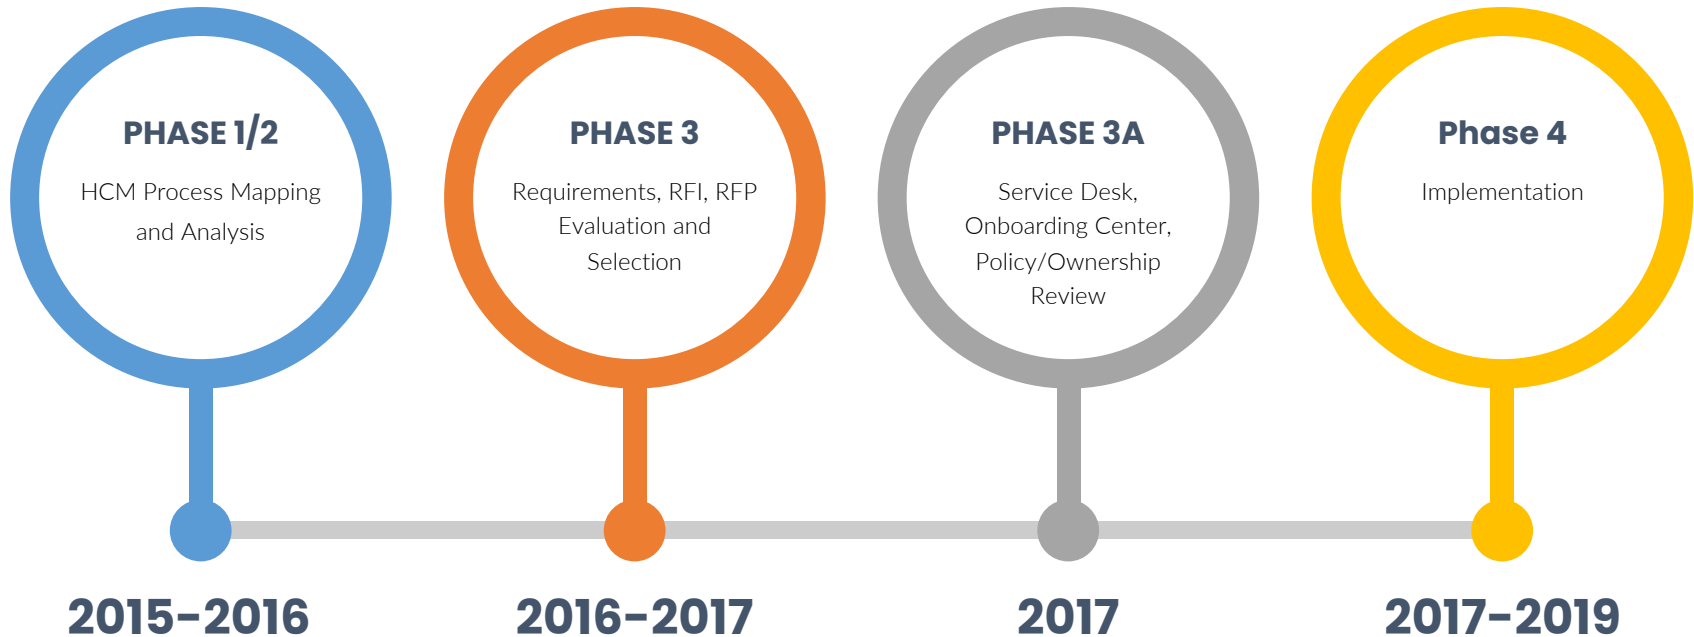 PHASE 1/2
HCM Process Mapping
and Analysis
PHASE 3
Requirements, RFI, RFP
Evaluation and
Selection
PHASE 3A
Service Desk,
Onboarding Center,
Policy/Ownership
Review
Phase 4
Implementation
2015-2016
2016-2017
2017
2017-2019